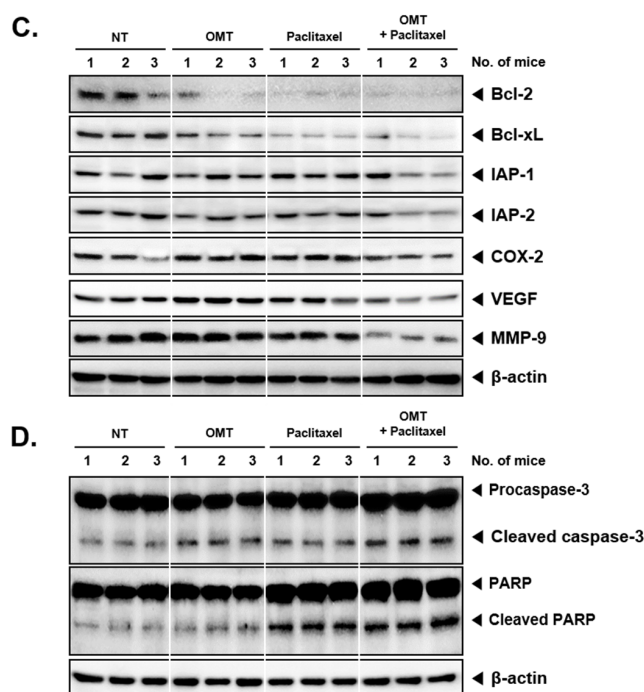 C.
NT OMT Paclitaxel OMT
+ Paclitaxel
1 2 3 1 2 3 1 2 3 1 2 3 No. of mice
◄ Bcl-2
◄ Bcl-xL
◄ IAP-1
◄ IAP-2
◄ COX-2
◄ VEGF
◄ MMP-9
◄ β-actin
D.
NT OMT Paclitaxel OMT
+ Paclitaxel
1 2 3 1 2 3 1 2 3 1 2 3 No. of mice
◄ Procaspase-3
◄ Cleaved caspase-3
◄ PARP
◄ Cleaved PARP
◄ β-actin